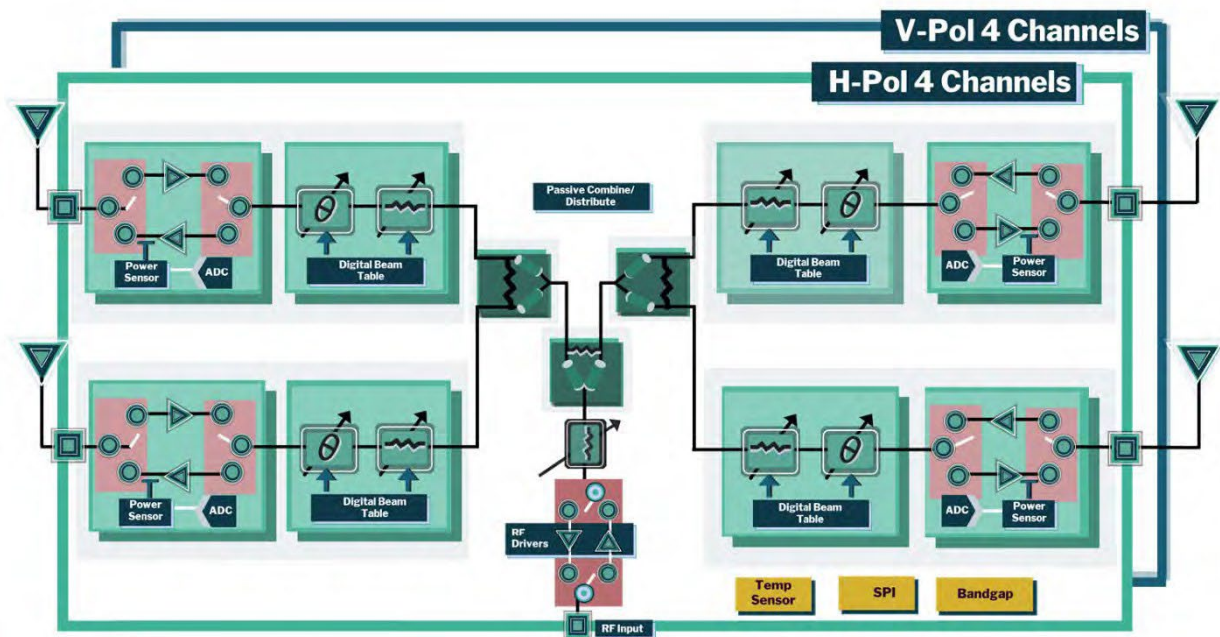 V-Pol 4 Channels
H-Pol 4 Channels
Passive Combine/
Distribute
θ
θ
Digital Beam
Table
Digital Beam
Table
Power
Sensor
ADC
ADC
Power
Sensor
θ
θ
Digital Beam
Table
Digital Beam
Table
Power
Sensor
ADC
ADC
Power
Sensor
RF
Drivers
Temp
Sensor
SPI
Bandgap
RF Input